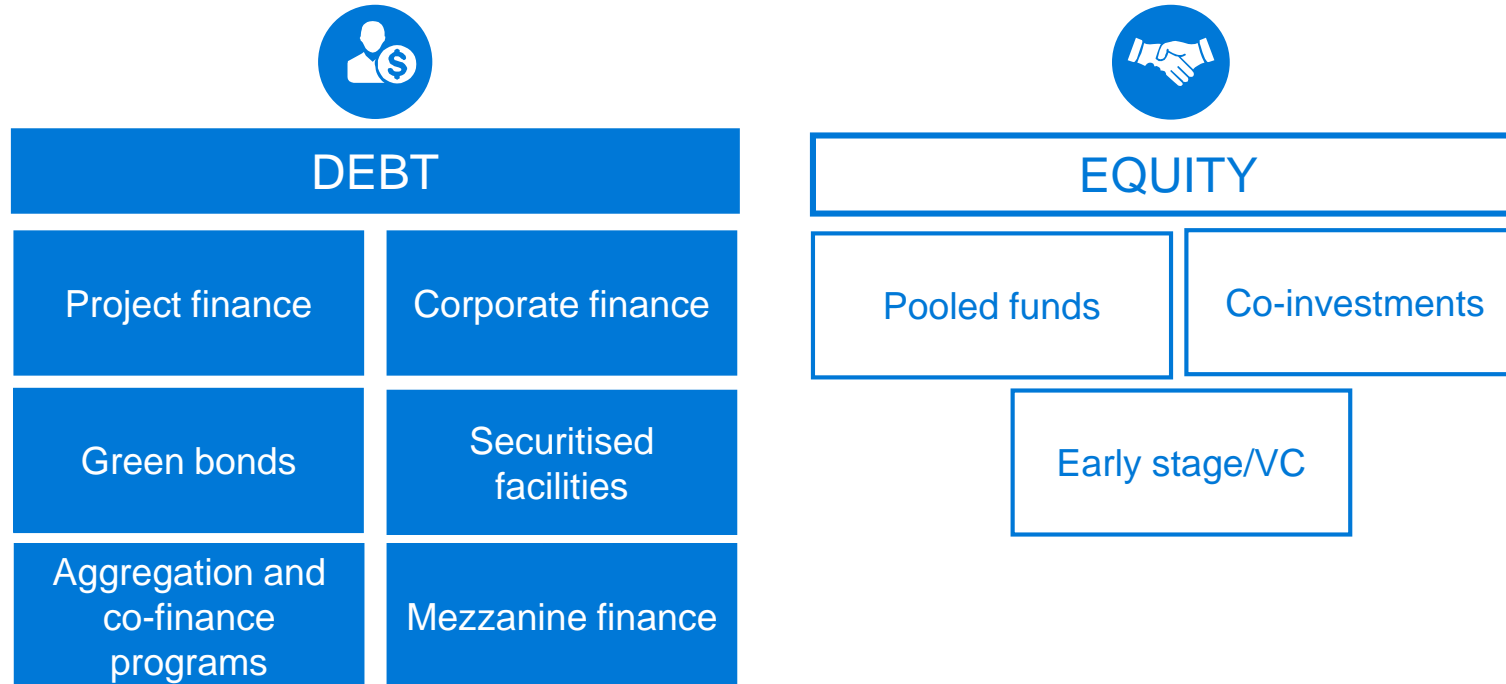 $
DEBT
EQUITY
Project finance
Corporate finance
Pooled funds
Co-investments
Green bonds
Securitised
facilities
Early stage/VC
Aggregation and
co-finance
programs
Mezzanine finance